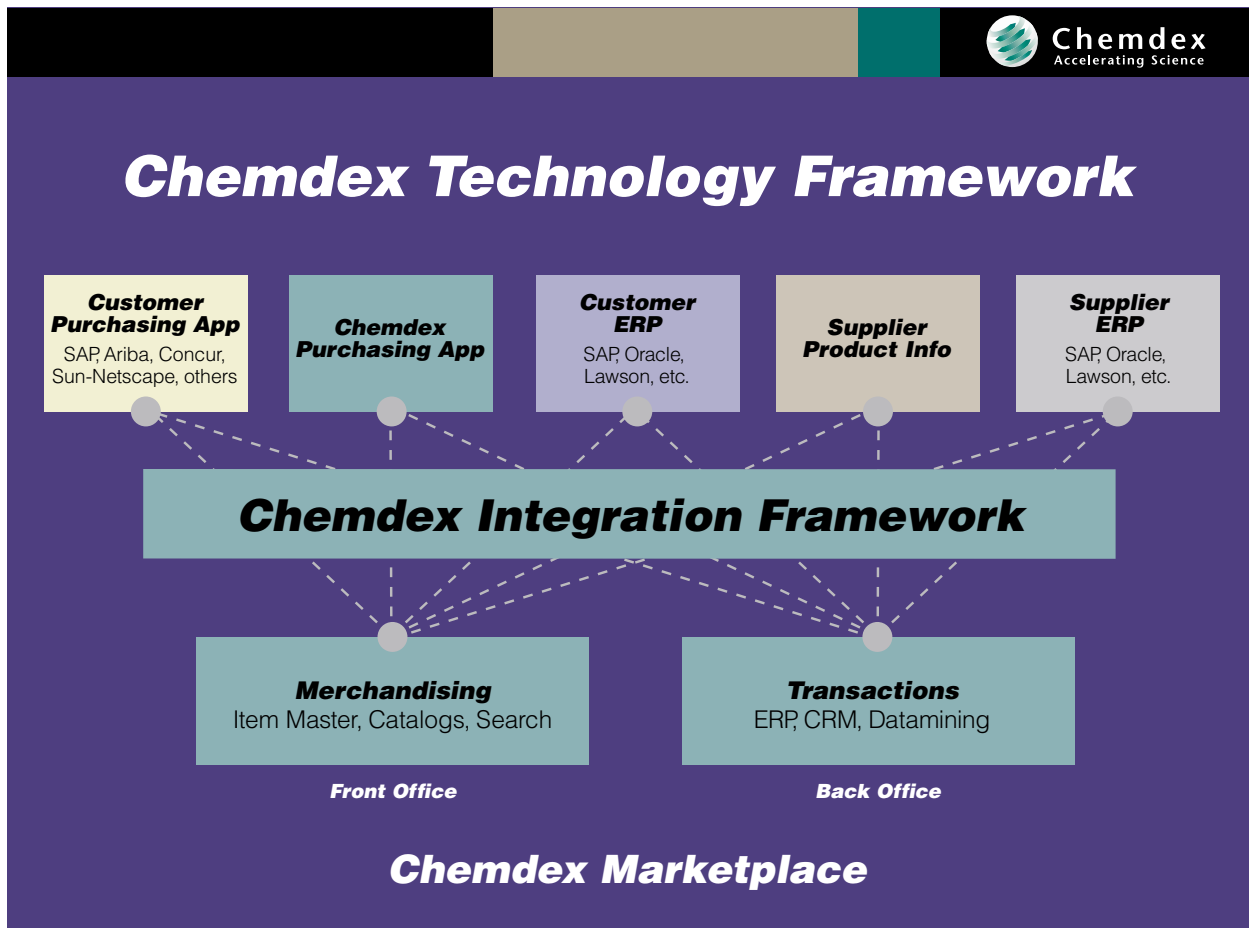 Chemdex
Accelerating Science
Chemdex Technology Framework
Customer
Purchasing App
SAP, Ariba, Concur,
Sun-Netscape, others
Chemdex
Purchasing App
Customer
ERP
SAP, Oracle,
Lawson, etc.
Supplier
Product Info
Supplier
ERP
SAP, Oracle,
Lawson, etc.
Chemdex Integration Framework
Merchandising
Item Master, Catalogs, Search
Transactions
ERP, CRM, Datamining
Front Office
Back Office
Chemdex Marketplace